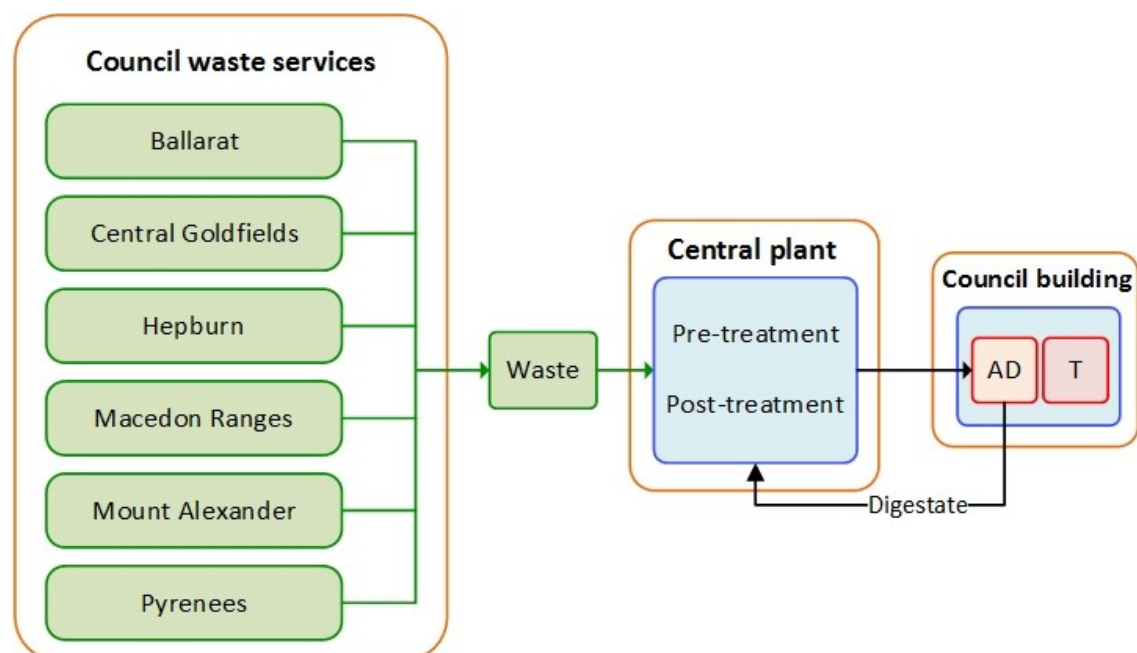 Council waste services
Ballarat
Central Goldfields
Hepburn
Macedon Ranges
Mount Alexander
Pyrenees
Waste
Central plant
Pre-treatment
Post-treatment
Council building
AD
T
Digestate